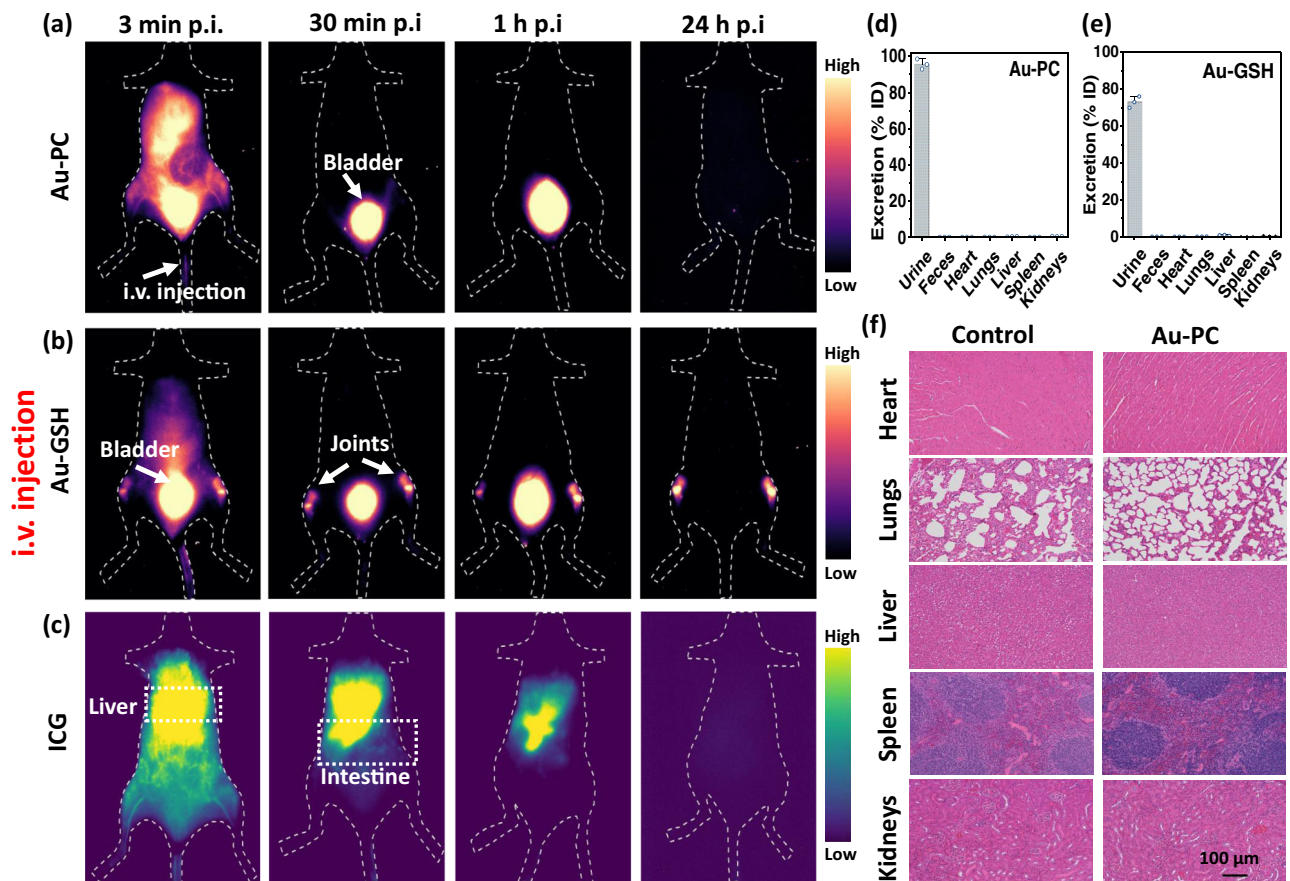 (a)
3 min p.i.
30 min p.i
1 h p.i
24 h p.i
Au-PC
Bladder
i.v. injection
High
Low
(b)
i.v. injection
Au-GSH
Bladder
Joints
High
Low
(c)
ICG
Liver
Intestine
High
Low
(d)
Excretion (% ID)
100
80
60
40
20
0
Au-PC
Urine
Feces
Heart
Lungs
Liver
Spleen
Kidneys
(e)
Excretion (% ID)
100
80
60
40
20
0
Au-GSH
Urine
Feces
Heart
Lungs
Liver
Spleen
Kidneys
(f)
Control
Au-PC
Heart
Lungs
Liver
Spleen
Kidneys
100 μm